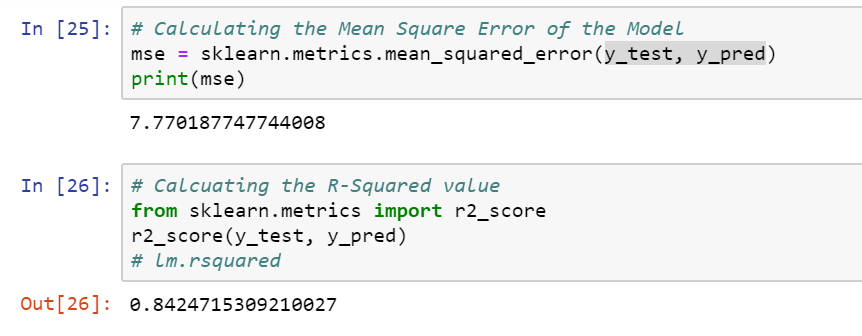 In [25]: # Calculating the Mean Square Error of the Model
mse = sklearn.metrics.mean_squared_error(y_test, y_pred)
print(mse)
7.770187747744008
In [26]: # Calcuating the R-Squared value
from sklearn.metrics import r2_score
r2_score(y_test, y_pred)
# lm.rsquared
Out[26]: 0.8424715309210027